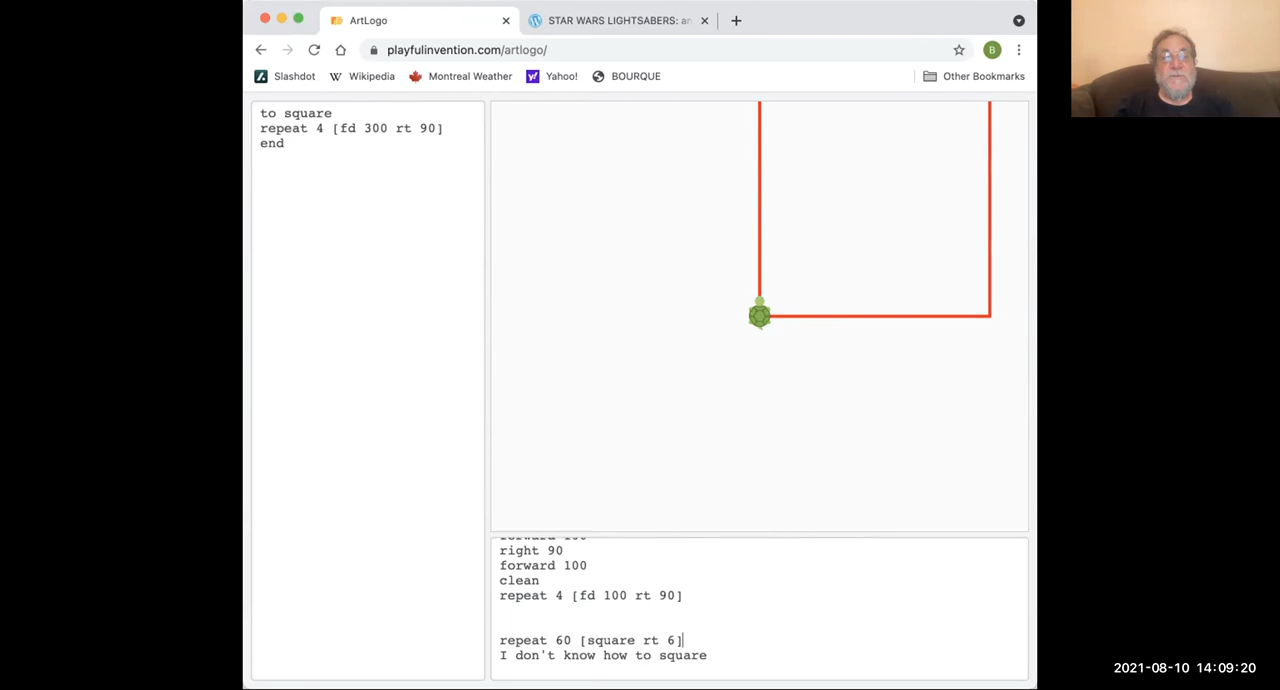 ArtLogo
STAR WARS LIGHTSABERS: an
playfulinvention.com/artlogo/
B
Slashdot
Wikipedia
Montreal Weather
Yahoo!
BOURQUE
Other Bookmarks
to square
repeat 4 [fd 300 rt 90]
end
right 90
forward 100
clean
repeat 4 [fd 100 rt 90]
repeat 60 [square rt 6]
I don't know how to square
2021-08-10 14:09:20